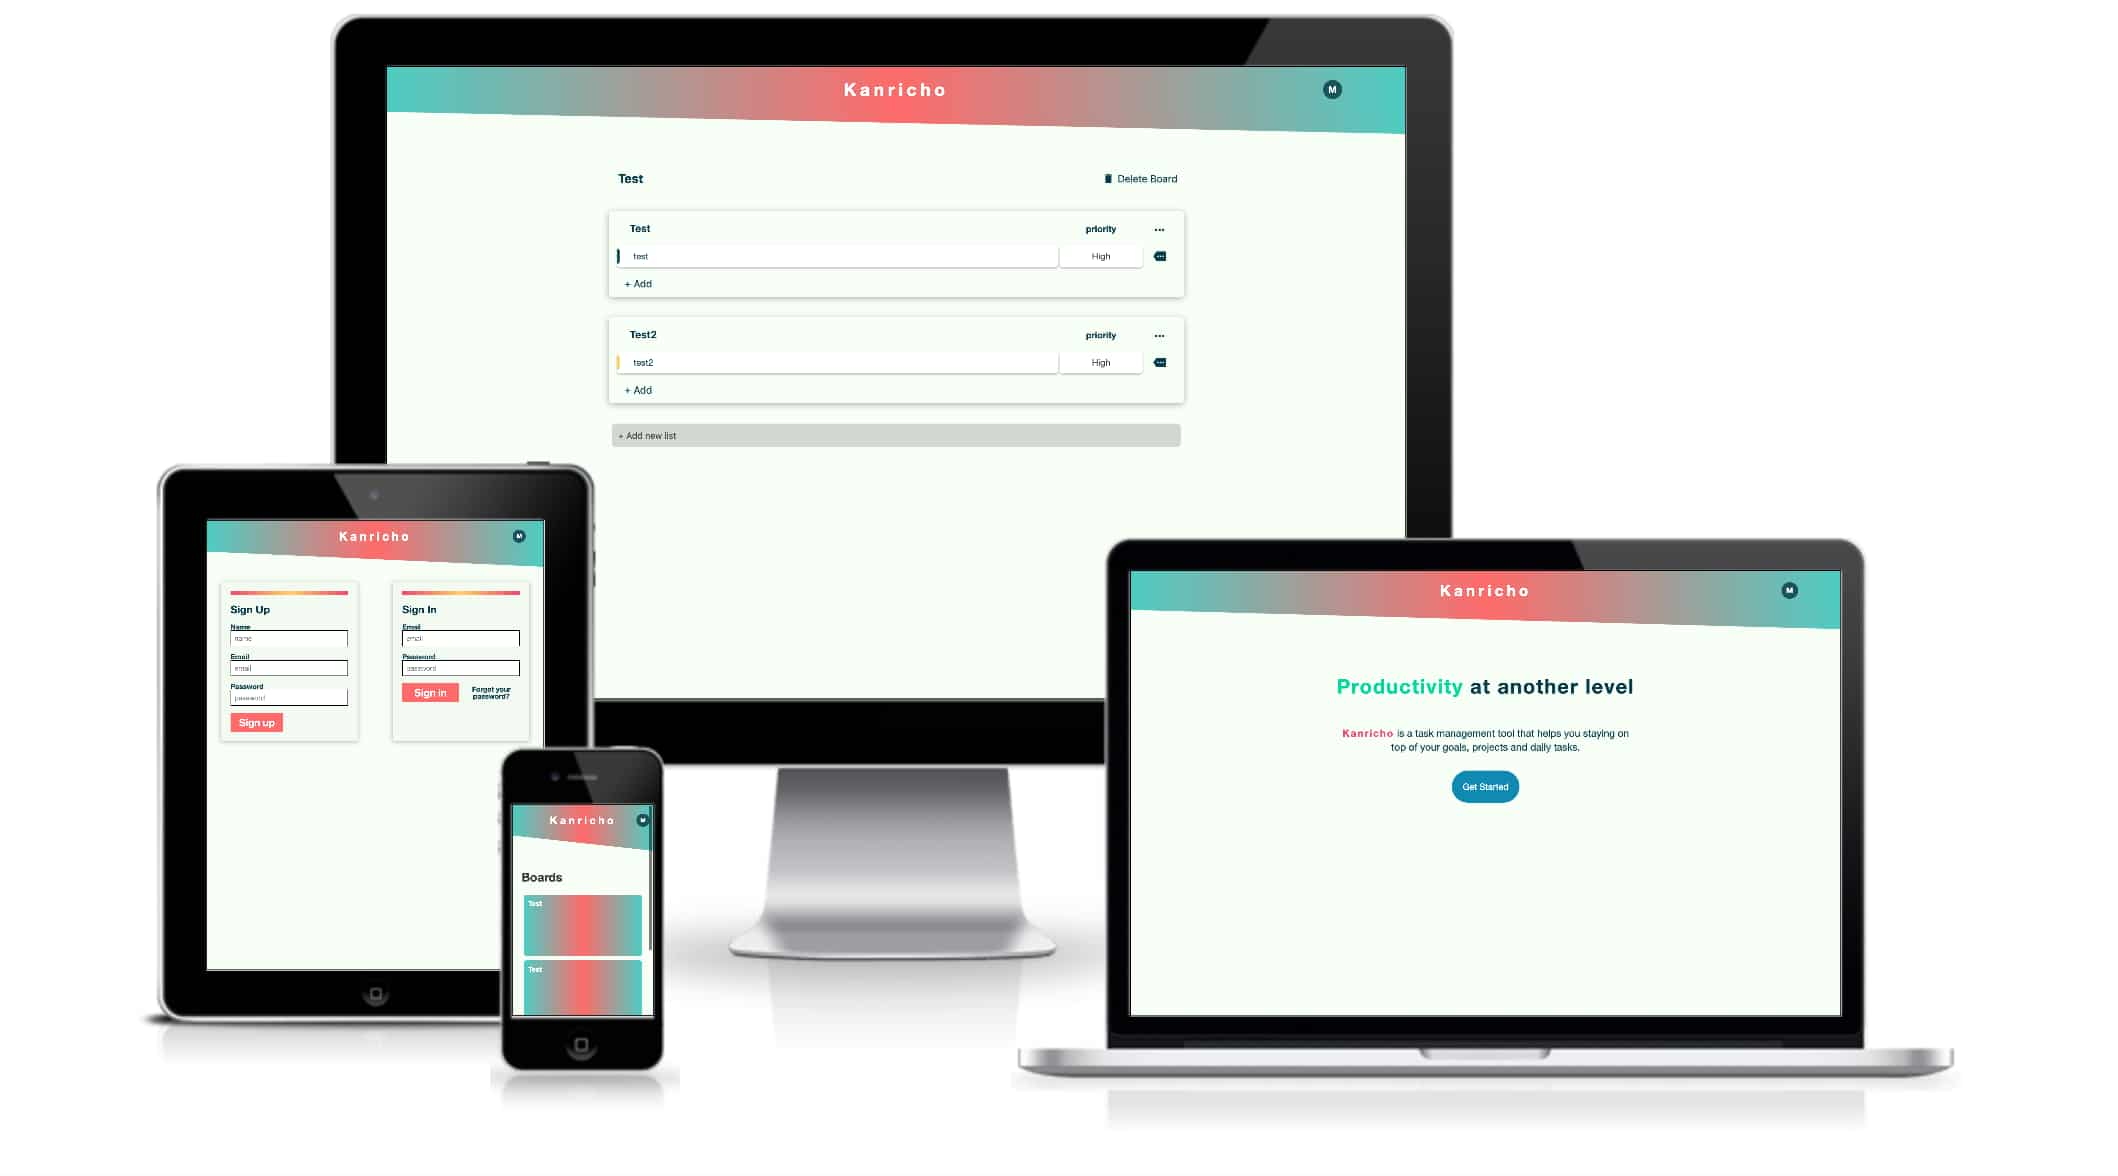 Kanricho
M
Test
Delete Board
Test
priority
test
High
+ Add
Test2
priority
test2
High
+ Add
+ Add new list
Kanricho
M
Sign Up
Name
name
Email
email
Password
password
Sign up
Sign In
Email
email
Password
password
Sign in
Forgot your
password?
Kanricho
M
Boards
Test
Test
Kanricho
M
Productivity at another level
Kanricho is a task management tool that helps you staying on
top of your goals, projects and daily tasks.
Get Started